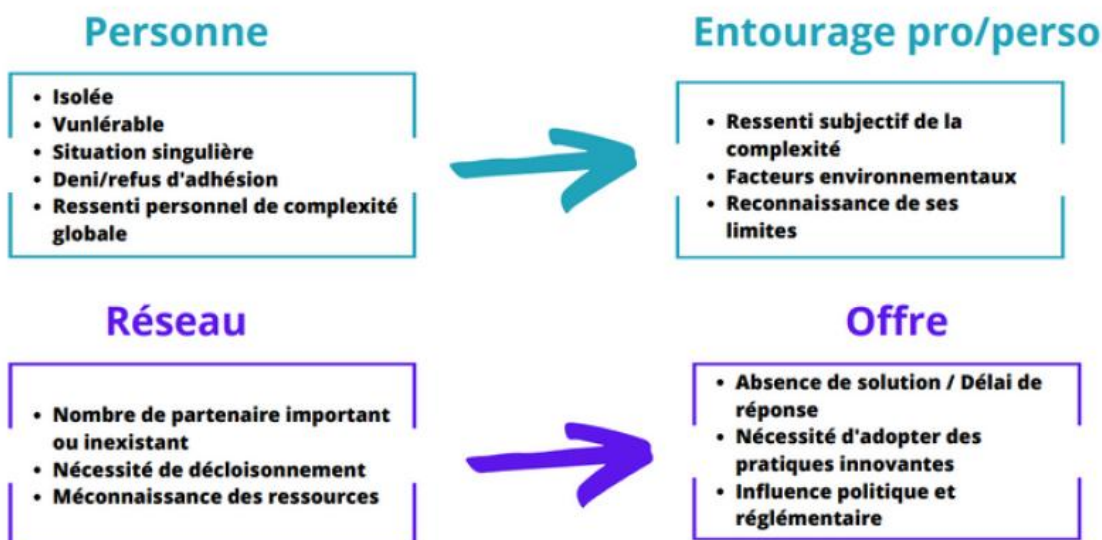 Personne
• Isolée
• Vunlérable
• Situation singulière
• Deni/refus d'adhésion
• Ressenti personnel de complexité
globale
Entourage pro/perso
• Ressenti subjectif de la
complexité
• Facteurs environnementaux
• Reconnaissance de ses
limites
Réseau
• Nombre de partenaire important
ou inexistant
• Nécessité de décloisonnement
• Méconnaissance des ressources
Offre
• Absence de solution / Délai de
réponse
• Nécessité d'adopter des
pratiques innovantes
• Influence politique et
réglémentaire